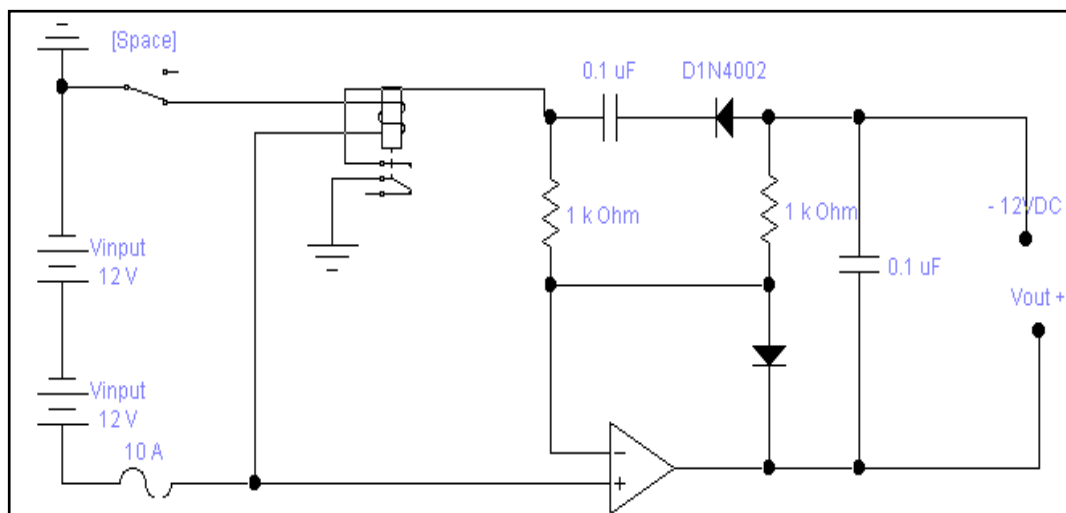 [Space]
0.1 uF
D1N4002
1 k Ohm
1 k Ohm
- 12VDC
0.1 uF
Vinput
12 V
Vout +
Vinput
12 V
10 A
−
+